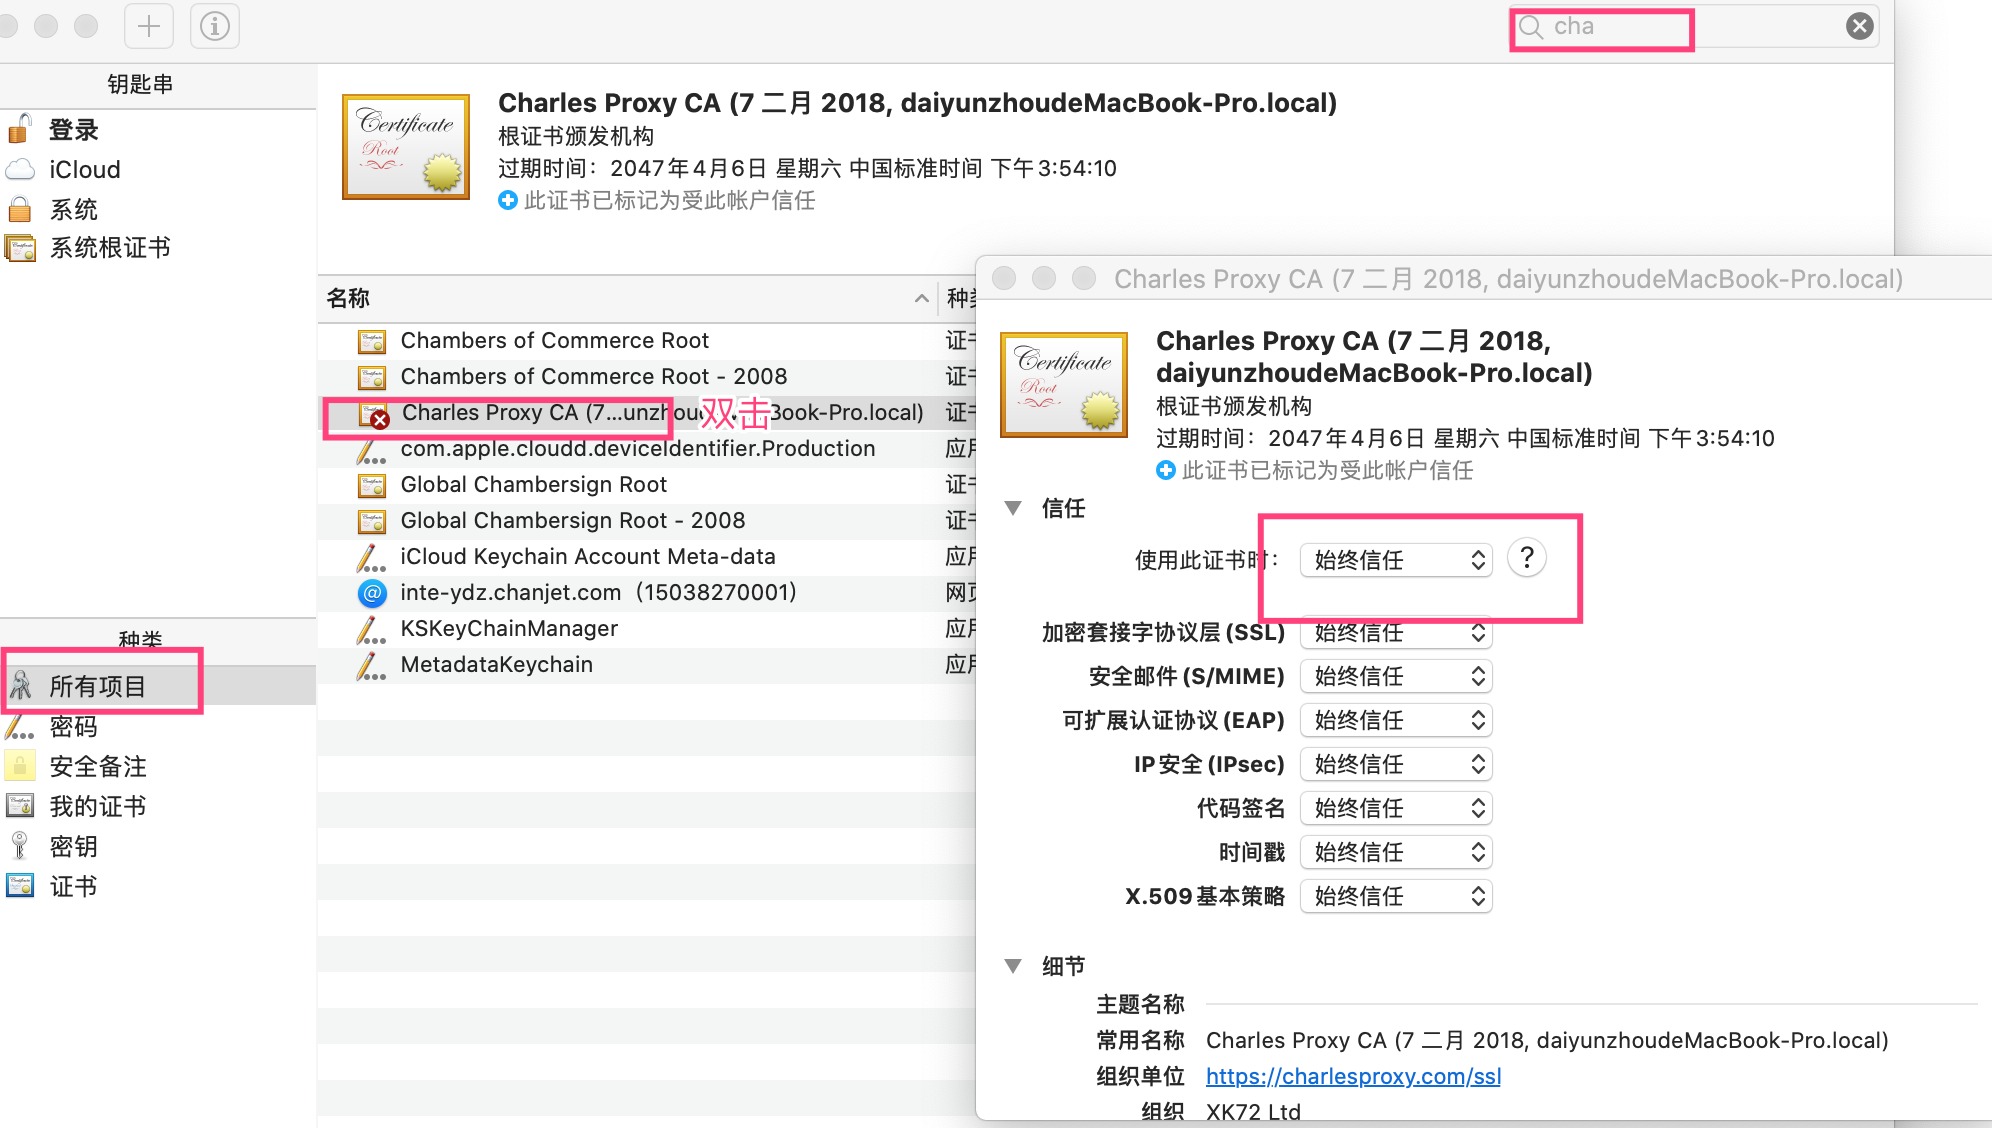 cha
钥匙串
登录
iCloud
系统
系统根证书
Certificate
Root
Charles Proxy CA (7 二月 2018, daiyunzhoudeMacBook-Pro.local)
根证书颁发机构
过期时间：2047年4月6日 星期六 中国标准时间 下午3:54:10
此证书已标记为受此帐户信任
名称
种
Chambers of Commerce Root
证
Chambers of Commerce Root - 2008
证
Charles Proxy CA (7...unzhou Book-Pro.local)
双击
证
com.apple.cloudd.deviceIdentifier.Production
应
Global Chambersign Root
证
Global Chambersign Root - 2008
证
iCloud Keychain Account Meta-data
应
inte-ydz.chanjet.com（15038270001）
网
KSKeyChainManager
应
MetadataKeychain
应
种类
所有项目
密码
安全备注
我的证书
密钥
证书
Charles Proxy CA (7 二月 2018, daiyunzhoudeMacBook-Pro.local)
Certificate
Root
Charles Proxy CA (7 二月 2018,
daiyunzhoudeMacBook-Pro.local)
根证书颁发机构
过期时间：2047年4月6日 星期六 中国标准时间 下午3:54:10
此证书已标记为受此帐户信任
信任
使用此证书时： 始终信任 ?
加密套接字协议层 (SSL) 始终信任
安全邮件 (S/MIME) 始终信任
可扩展认证协议 (EAP) 始终信任
IP 安全 (IPsec) 始终信任
代码签名 始终信任
时间戳 始终信任
X.509 基本策略 始终信任
细节
主题名称
常用名称 Charles Proxy CA (7 二月 2018, daiyunzhoudeMacBook-Pro.local)
组织单位 https://charlesproxy.com/ssl
组织 XK72 Ltd